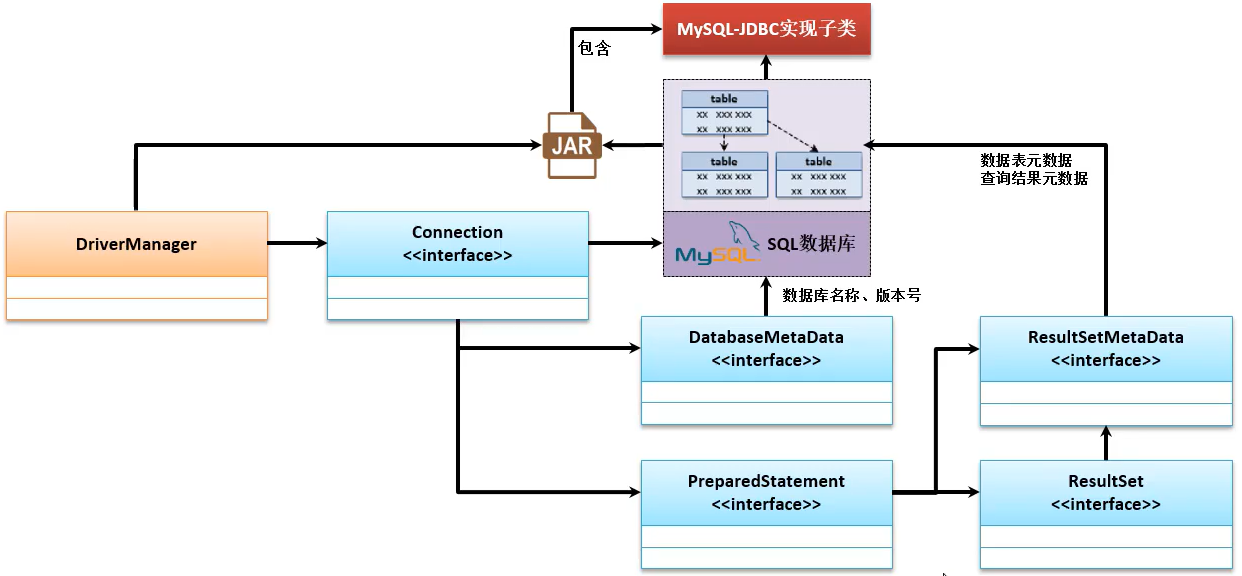 MySQL-JDBC实现子类
包含
JAR
table
xx xxx xxx
xx xxx xxx
table
xx xxx xxx
xx xxx xxx
table
xx xxx xxx
xx xxx xxx
数据表元数据
查询结果元数据
DriverManager
Connection
<<interface>>
MySQL
SQL数据库
数据库名称、版本号
DatabaseMetaData
<<interface>>
ResultSetMetaData
<<interface>>
PreparedStatement
<<interface>>
ResultSet
<<interface>>